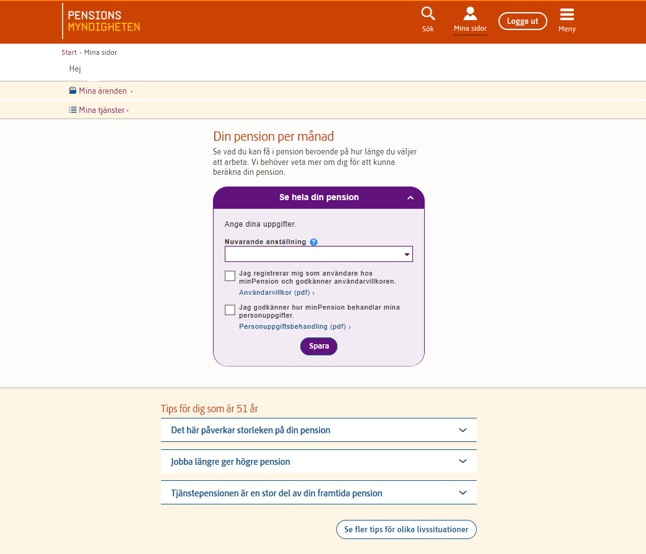 PENSIONS
MYNDIGHETEN
Sök
Mina sidor
Logga ut
Meny
Start › Mina sidor
Hej
Mina ärenden ›
Mina tjänster ›
Din pension per månad
Se vad du kan få i pension beroende på hur länge du väljer
att arbeta. Vi behöver veta mer om dig för att kunna
beräkna din pension.
Se hela din pension
Ange dina uppgifter.
Nuvarande anställning ?
Jag registrerar mig som användare hos
minPension och godkänner användarvillkoren.
Användarvillkor (pdf) ›
Jag godkänner hur minPension behandlar mina
personuppgifter.
Personuppgiftsbehandling (pdf) ›
Spara
Tips för dig som är 51 år
Det här påverkar storleken på din pension
Jobba längre ger högre pension
Tjänstepensionen är en stor del av din framtida pension
Se fler tips för olika livssituationer